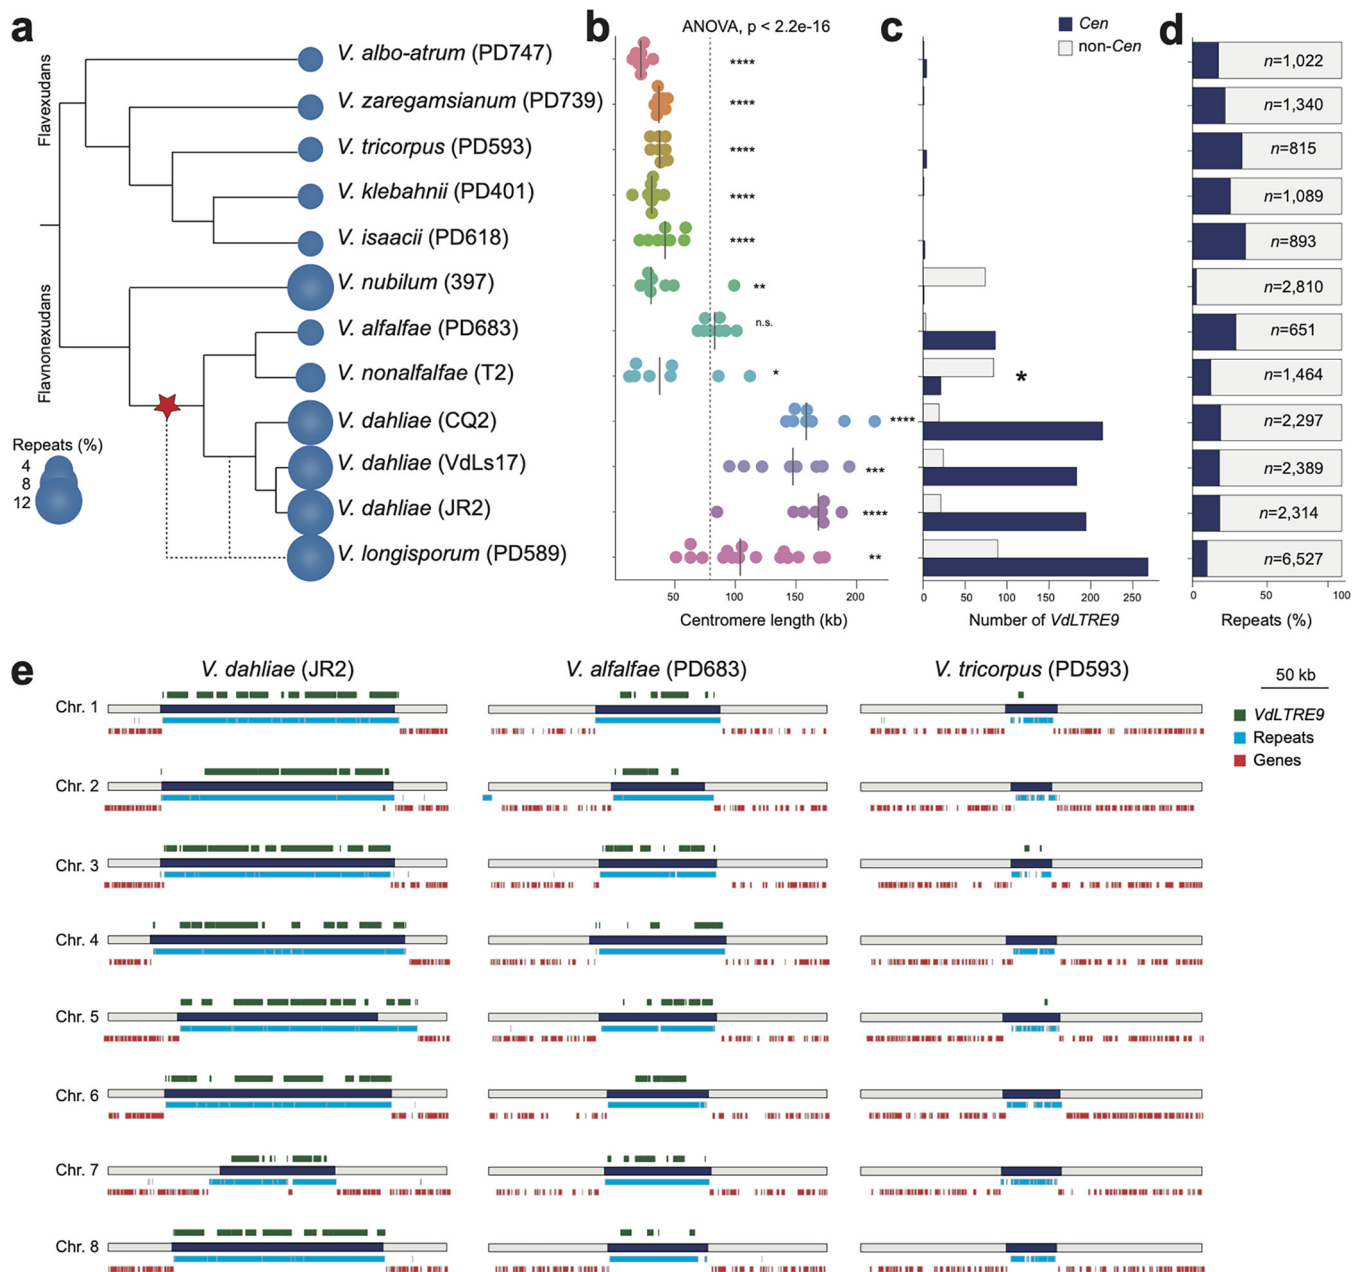 a
Flavexudans
Flavnonexudans
V. albo-atrum (PD747)
V. zaregamsianum (PD739)
V. tricorpus (PD593)
V. klebahnii (PD401)
V. isaacii (PD618)
V. nubilum (397)
V. alfalfae (PD683)
V. nonalfalfae (T2)
V. dahliae (CQ2)
V. dahliae (VdLs17)
V. dahliae (JR2)
V. longisporum (PD589)
Repeats (%)
4
8
12
b
ANOVA, p < 2.2e-16
****
****
****
****
****
**
n.s.
*
****
***
****
**
50 100 150 200
Centromere length (kb)
c
Cen
non-Cen
*
0 50 100 150 200 250
Number of VdLTRE9
d
n=1,022
n=1,340
n=815
n=1,089
n=893
n=2,810
n=651
n=1,464
n=2,297
n=2,389
n=2,314
n=6,527
0 50 100
Repeats (%)
e
V. dahliae (JR2) V. alfalfae (PD683) V. tricorpus (PD593)
50 kb
VdLTRE9
Repeats
Genes
Chr. 1
Chr. 2
Chr. 3
Chr. 4
Chr. 5
Chr. 6
Chr. 7
Chr. 8